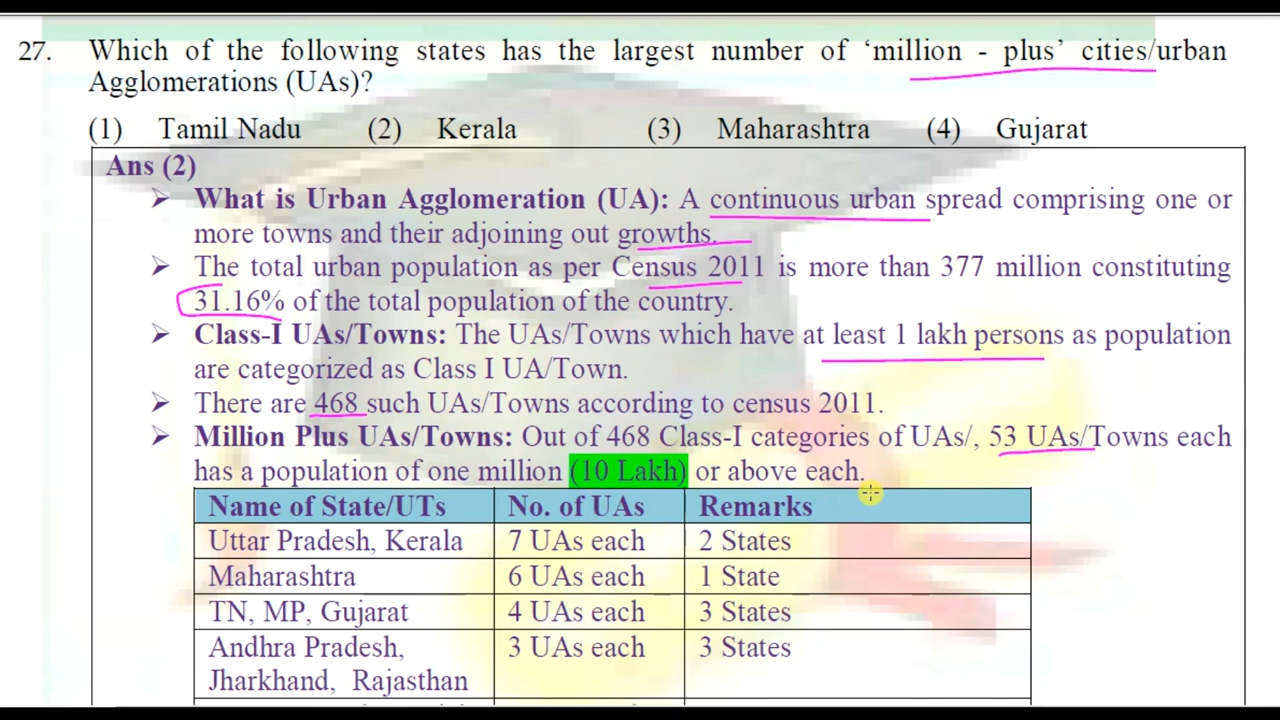 27. Which of the following states has the largest number of ‘million - plus’ cities/urban
Agglomerations (UAs)?
(1) Tamil Nadu (2) Kerala (3) Maharashtra (4) Gujarat
Ans (2)
➢ What is Urban Agglomeration (UA): A continuous urban spread comprising one or
more towns and their adjoining out growths.
➢ The total urban population as per Census 2011 is more than 377 million constituting
31.16% of the total population of the country.
➢ Class-I UAs/Towns: The UAs/Towns which have at least 1 lakh persons as population
are categorized as Class I UA/Town.
➢ There are 468 such UAs/Towns according to census 2011.
➢ Million Plus UAs/Towns: Out of 468 Class-I categories of UAs/, 53 UAs/Towns each
has a population of one million (10 Lakh) or above each.
Name of State/UTs No. of UAs Remarks
Uttar Pradesh, Kerala 7 UAs each 2 States
Maharashtra 6 UAs each 1 State
TN, MP, Gujarat 4 UAs each 3 States
Andhra Pradesh, 3 UAs each 3 States
Jharkhand, Rajasthan